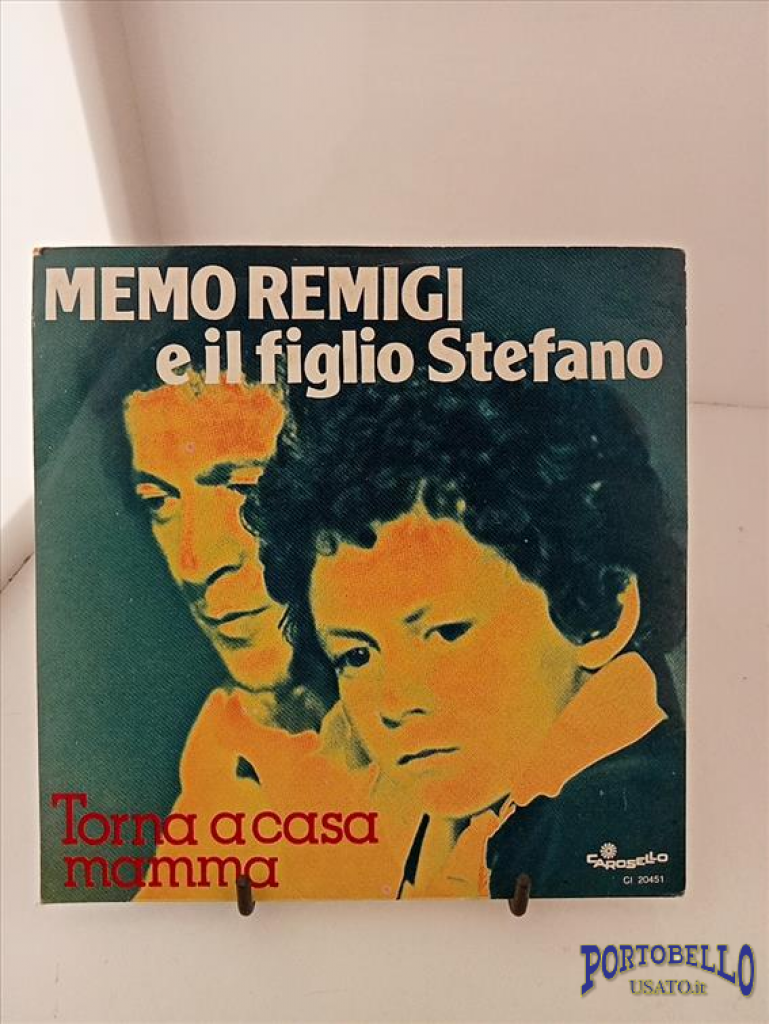 MEMO REMIGI
e il figlio Stefano
Torna a casa
mamma
CAROSELLO
CI 20451
PORTOBELLO
USATO.it